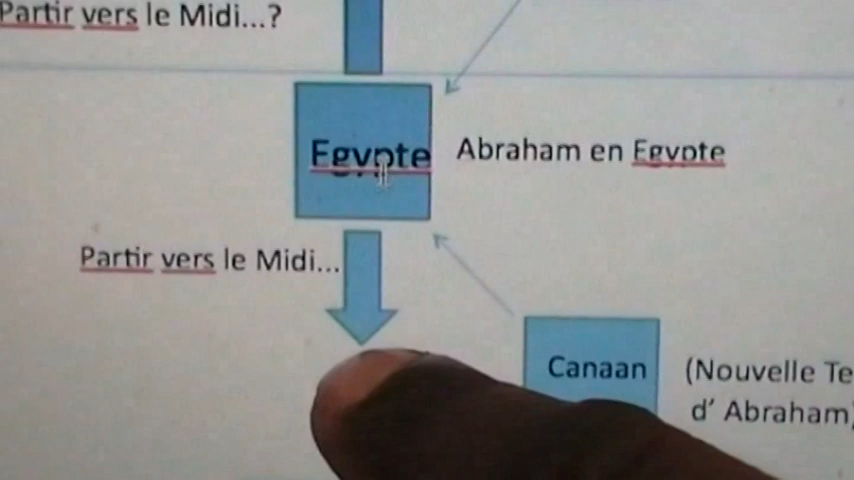 Partir vers le Midi...?
Egypte
Abraham en Egypte
Partir vers le Midi...
Canaan
(Nouvelle Te
d' Abraham)